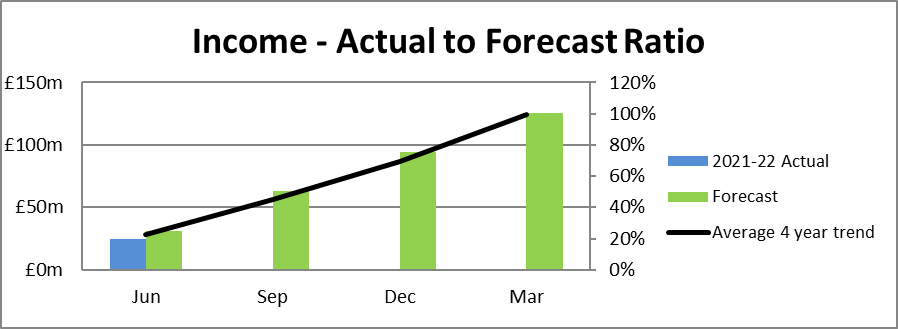 Income - Actual to Forecast Ratio
£150m
£100m
£50m
£0m
120%
100%
80%
60%
40%
20%
0%
Jun Sep Dec Mar
2021-22 Actual
Forecast
Average 4 year trend